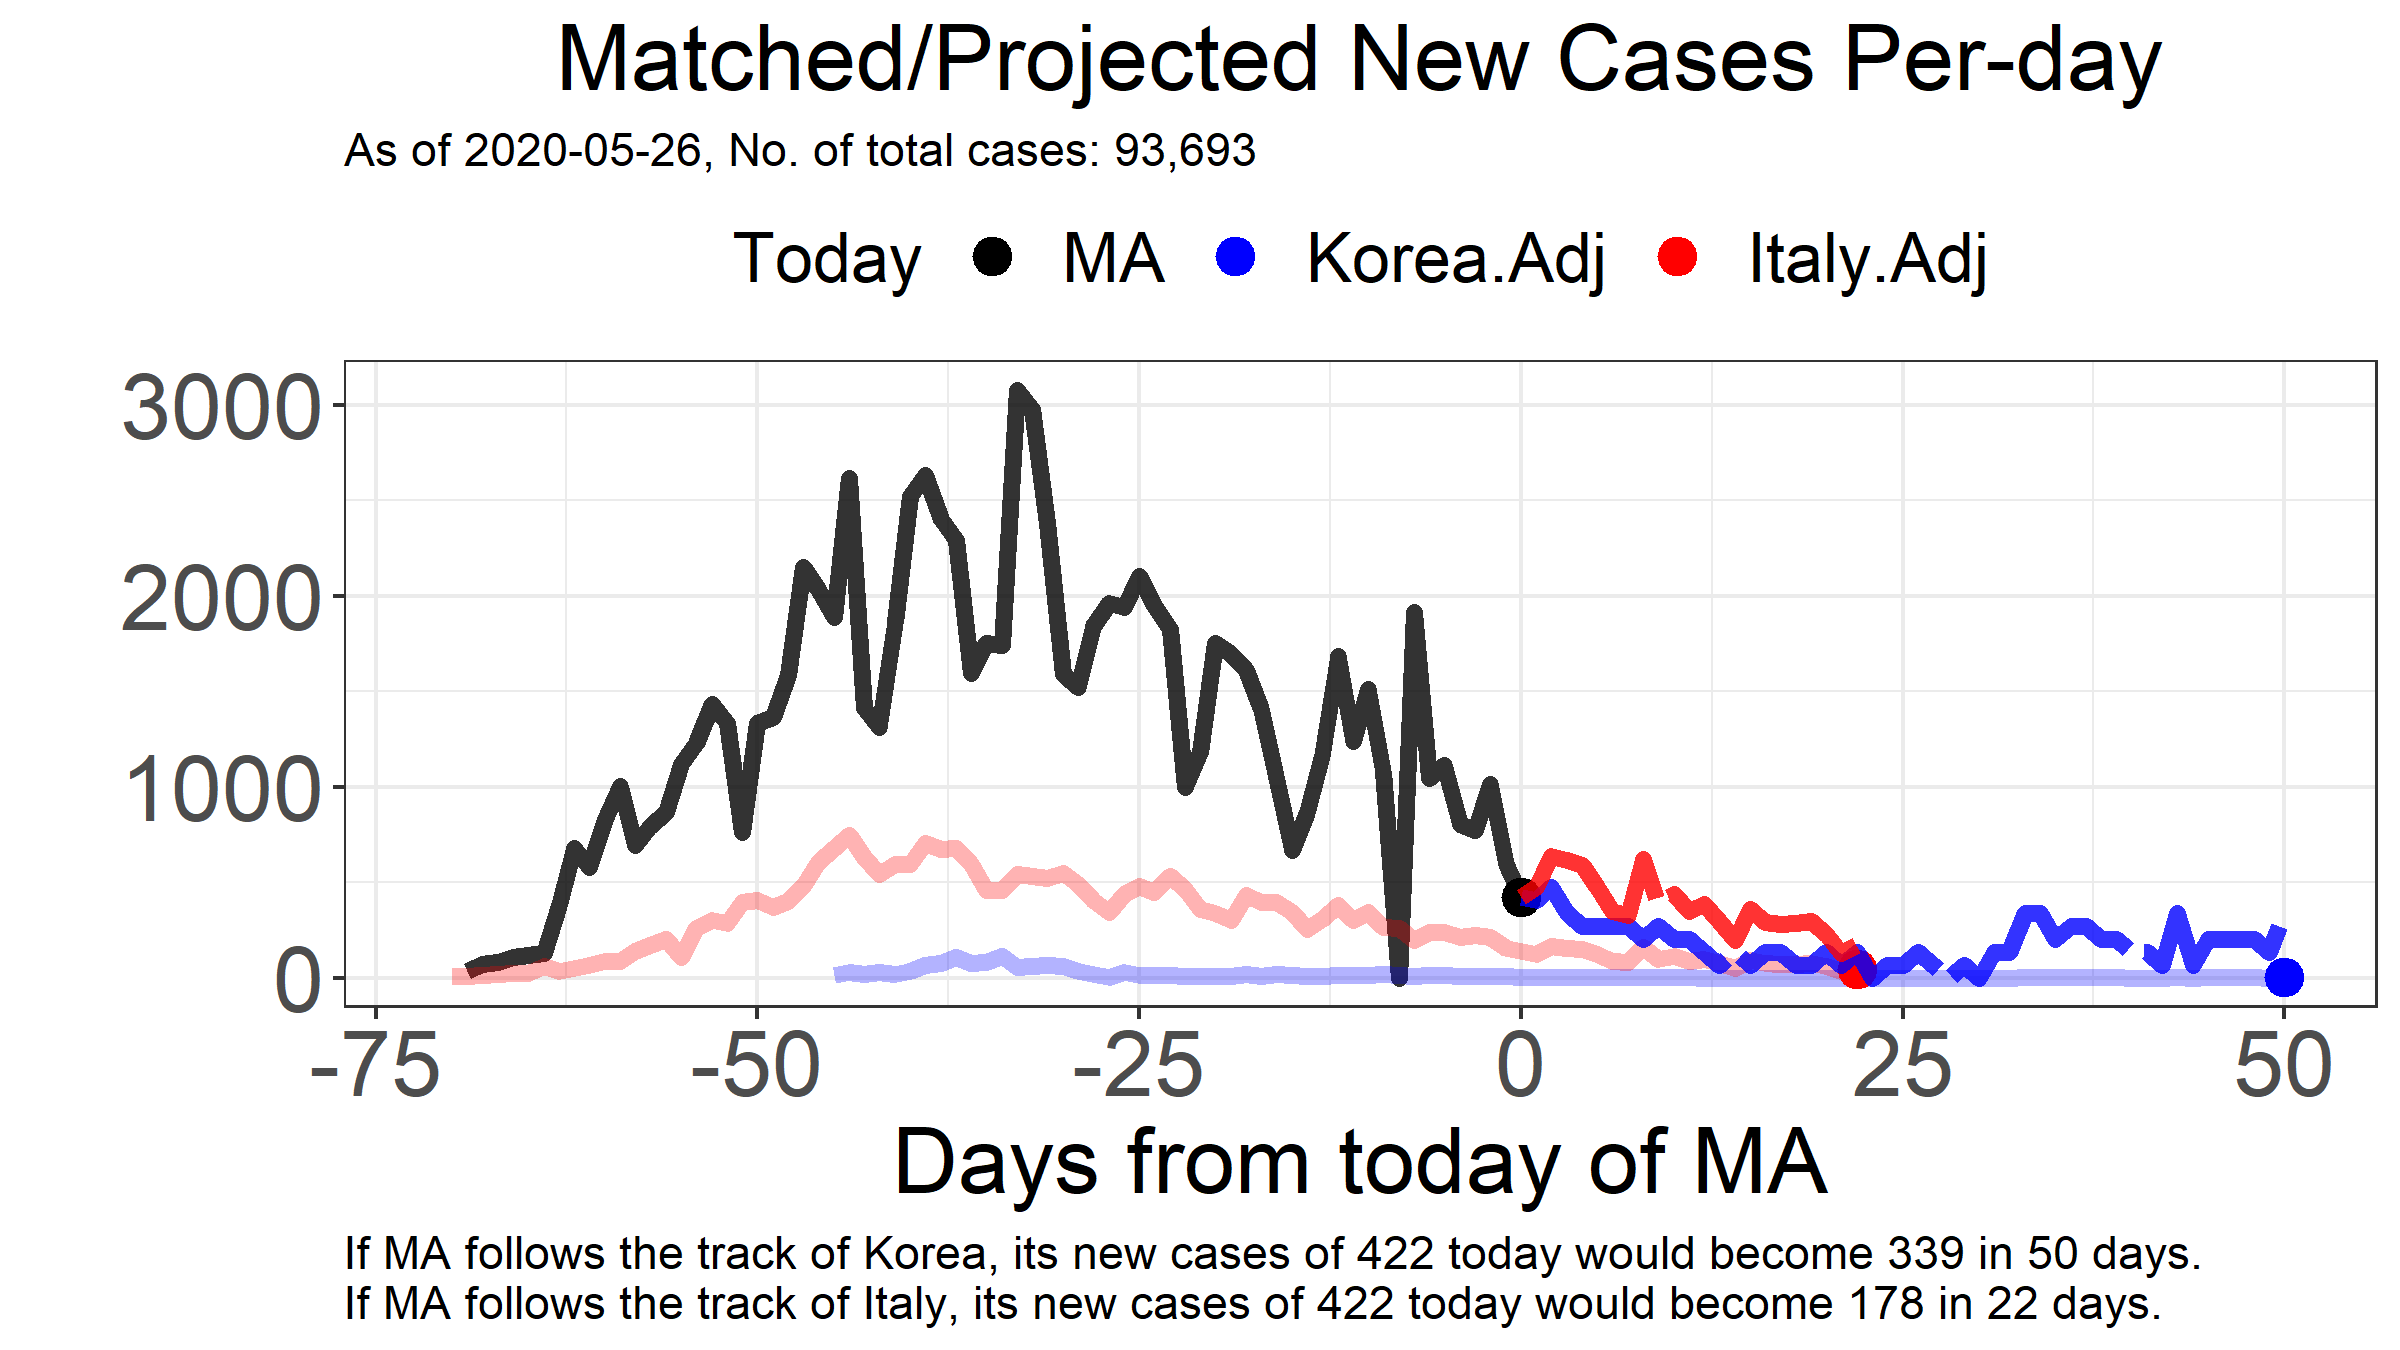 Matched/Projected New Cases Per-day
As of 2020-05-26, No. of total cases: 93,693
Today MA Korea.Adj Italy.Adj
3000
2000
1000
0
-75 -50 -25 0 25 50
Days from today of MA
If MA follows the track of Korea, its new cases of 422 today would become 339 in 50 days.
If MA follows the track of Italy, its new cases of 422 today would become 178 in 22 days.